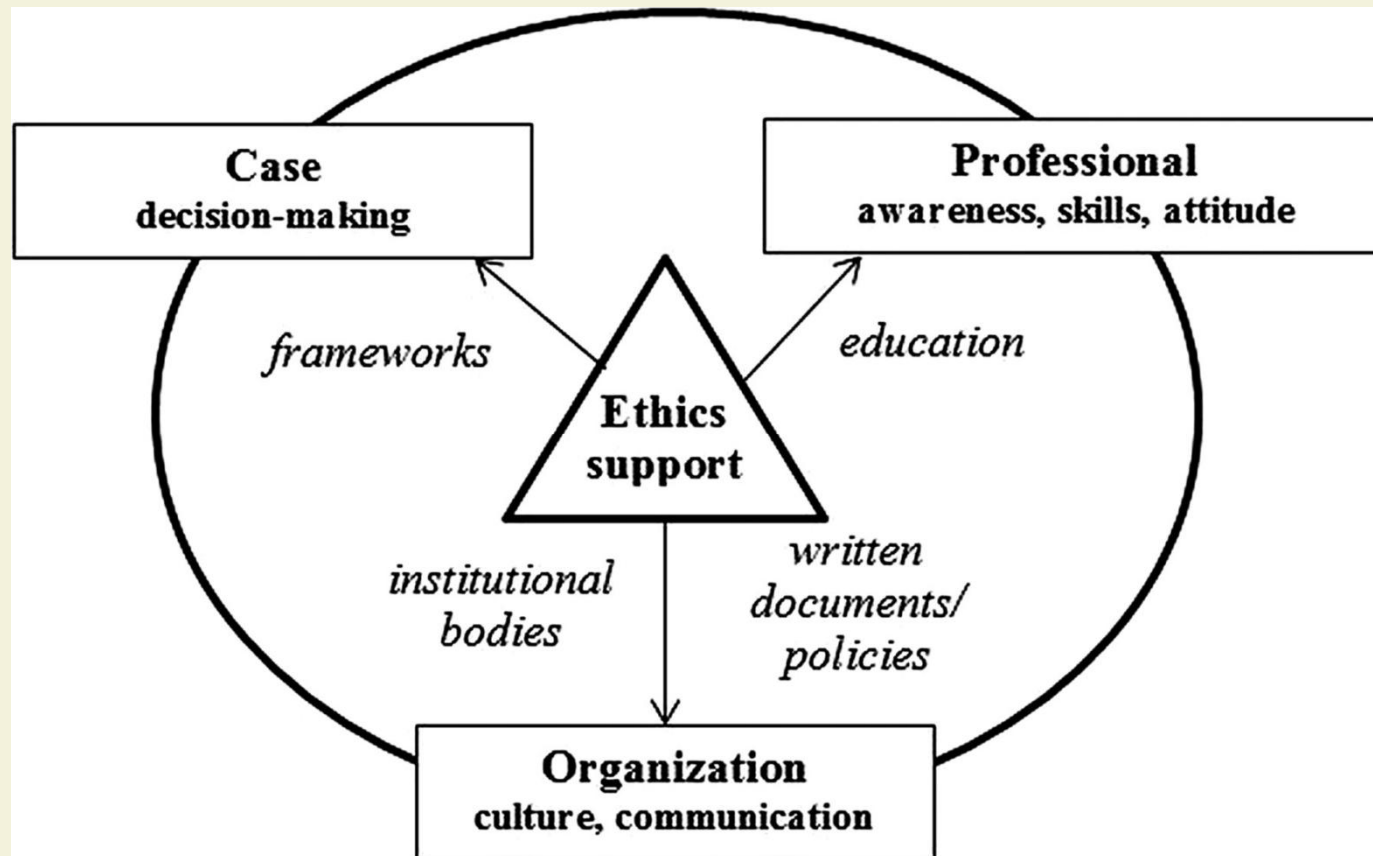 Case
decision-making
Professional
awareness, skills, attitude
frameworks
education
Ethics
support
institutional
bodies
written
documents/
policies
Organization
culture, communication